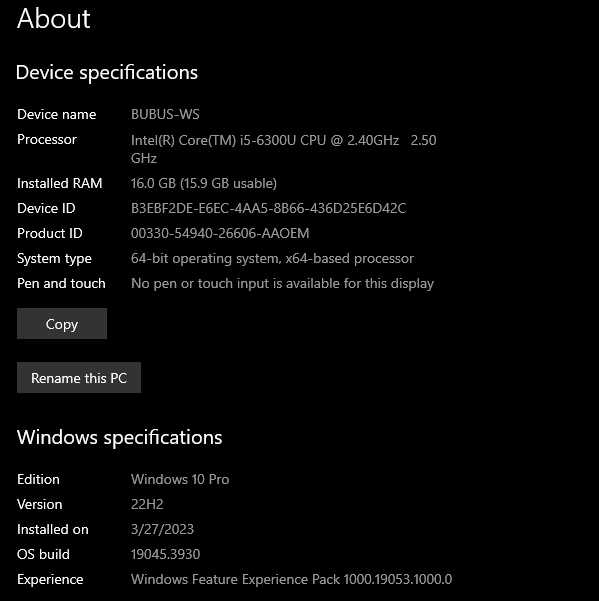 About
Device specifications
Device name BUBUS-WS
Processor Intel(R) Core(TM) i5-6300U CPU @ 2.40GHz 2.50
GHz
Installed RAM 16.0 GB (15.9 GB usable)
Device ID B3EBF2DE-E6EC-4AA5-8B66-436D25E6D42C
Product ID 00330-54940-26606-AAOEM
System type 64-bit operating system, x64-based processor
Pen and touch No pen or touch input is available for this display
Copy
Rename this PC
Windows specifications
Edition Windows 10 Pro
Version 22H2
Installed on 3/27/2023
OS build 19045.3930
Experience Windows Feature Experience Pack 1000.19053.1000.0